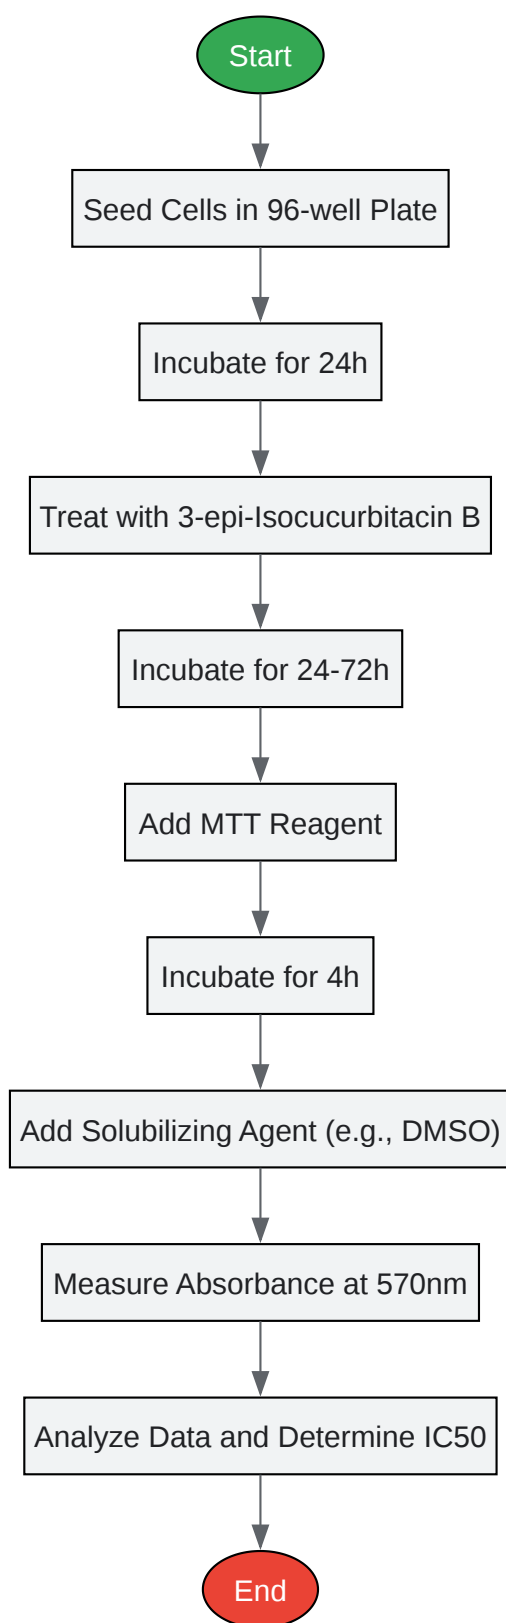 Start
Seed Cells in 96-well Plate
Incubate for 24h
Treat with 3-epi-Isocucurbitacin B
Incubate for 24-72h
Add MTT Reagent
Incubate for 4h
Add Solubilizing Agent (e.g., DMSO)
Measure Absorbance at 570nm
Analyze Data and Determine IC50
End